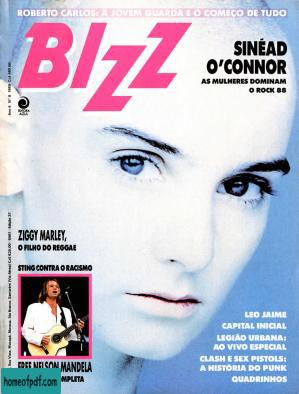 ROBERTO CARLOS: A JOVEM GUARDA E O COMEÇO DE TUDO
BIZZ
SINÉAD
O'CONNOR
AS MULHERES DOMINAM
O ROCK 88
ZIGGY MARLEY,
O FILHO DO REGGAE
STING CONTRA O RACISMO
FREE NELSON MANDELA
LEO JAIME
CAPITAL INICIAL
LEGIÃO URBANA:
AO VIVO ESPECIAL
CLASH E SEX PISTOLS:
A HISTÓRIA DO PUNK
QUADRINHOS
homeofpdf.com